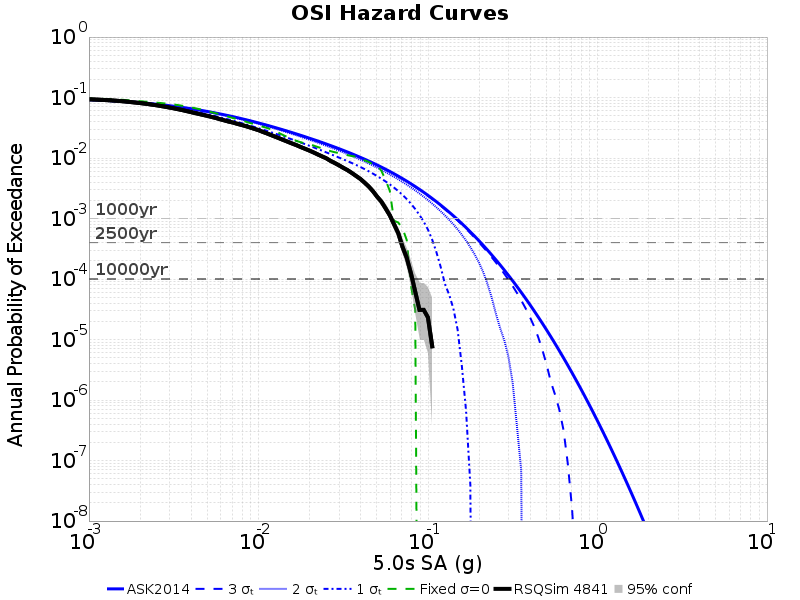 OSI Hazard Curves
Annual Probability of Exceedance
10^0
10^-1
10^-2
10^-3
10^-4
10^-5
10^-6
10^-7
10^-8
1000yr
2500yr
10000yr
10^-3 10^-2 10^-1 10^0 10^1
5.0s SA (g)
ASK2014 3 σₜ 2 σₜ 1 σₜ Fixed σ=0 RSQSim 4841 95% conf